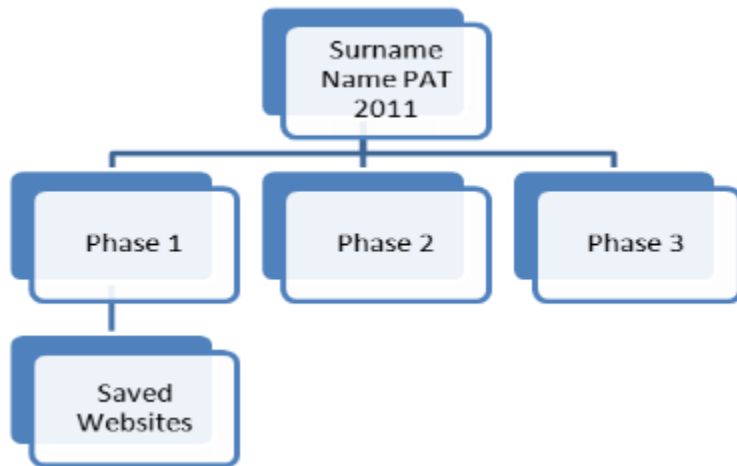 Surname
Name PAT
2011
Phase 1
Phase 2
Phase 3
Saved
Websites